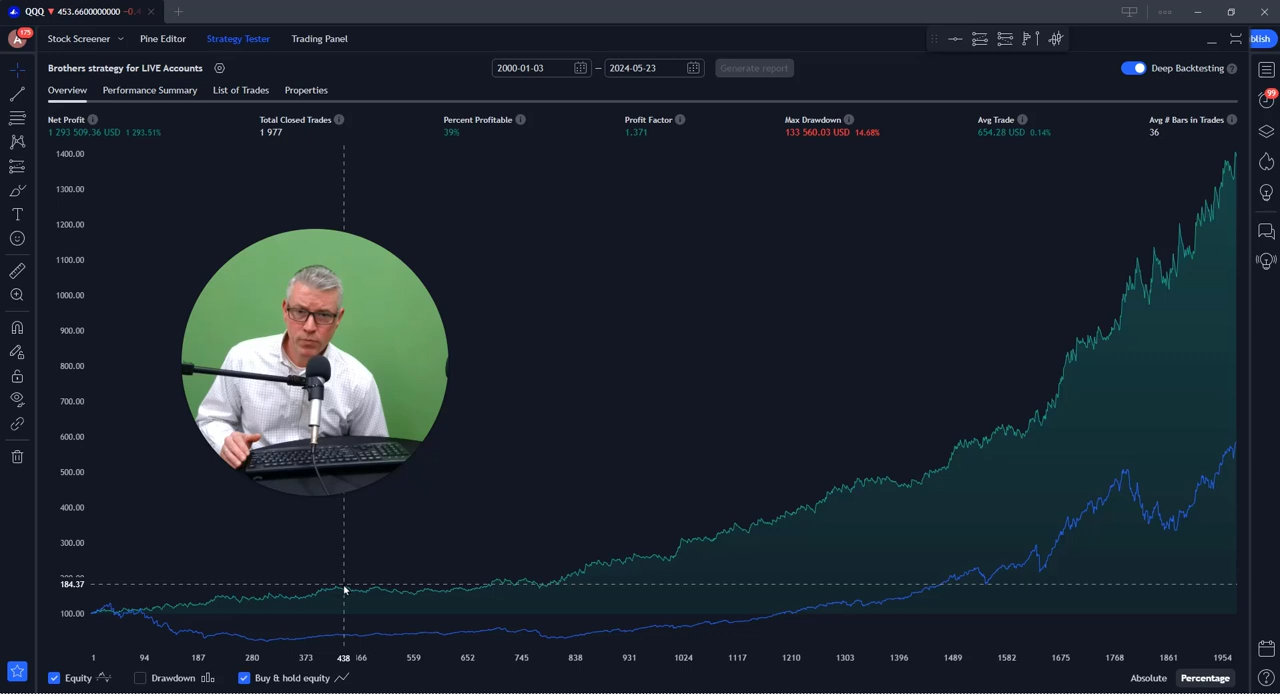 QQQ ▼ 453.6600000000 −0.4
A 175
Stock Screener Pine Editor Strategy Tester Trading Panel
blish
Brothers strategy for LIVE Accounts
2000-01-03 — 2024-05-23 Generate report
Deep Backtesting ?
Overview Performance Summary List of Trades Properties
99
Net Profit Total Closed Trades Percent Profitable Profit Factor Max Drawdown Avg Trade Avg # Bars in Trades
1 293 509.36 USD 1 293.51% 1 977 39% 1.371 133 560.03 USD 14.68% 654.28 USD 0.14% 36
1400.00
1300.00
1200.00
1100.00
1000.00
900.00
800.00
700.00
600.00
500.00
400.00
300.00
184.37
100.00
1 94 187 280 373 438 559 652 745 838 931 1024 1117 1210 1303 1396 1489 1582 1675 1768 1861 1954
Equity Drawdown Buy & hold equity Absolute Percentage